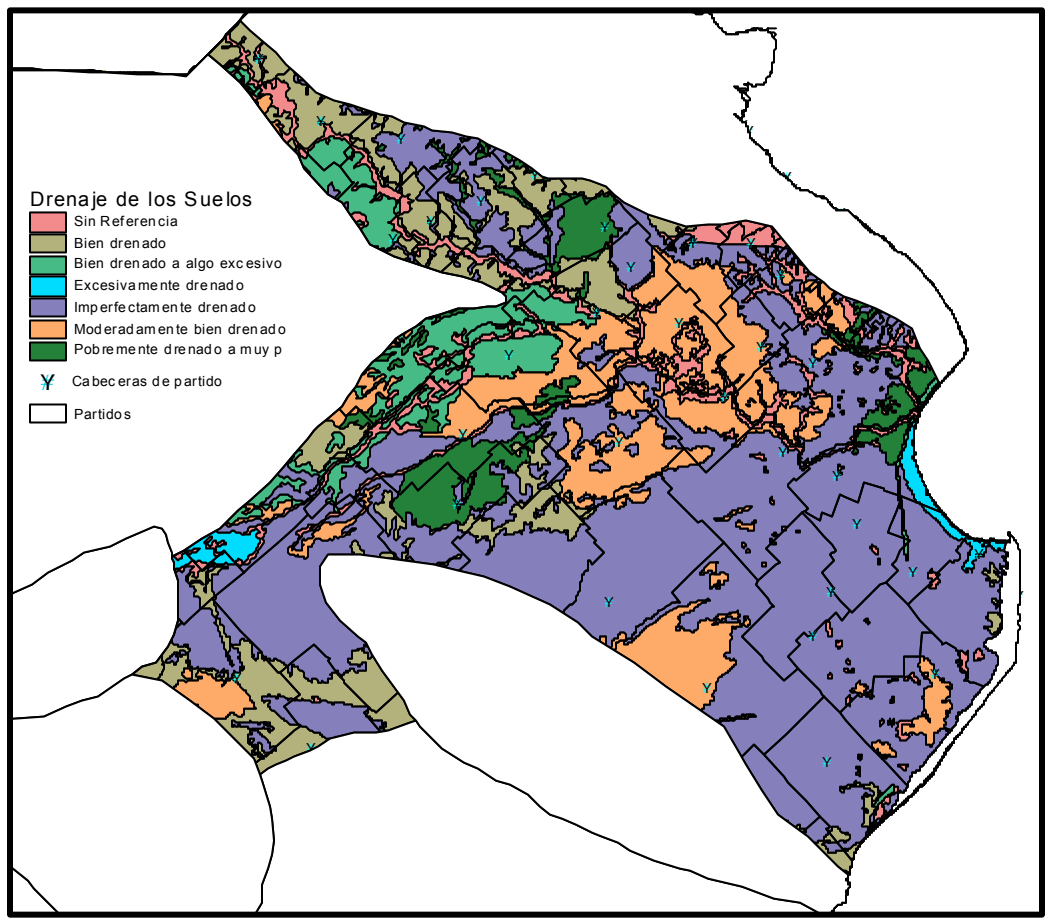 Drenaje de los Suelos
Sin Referencia
Bien drenado
Bien drenado a algo excesivo
Excesivamente drenado
Imperfectamente drenado
Moderadamente bien drenado
Pobremente drenado a muy p
Cabeceras de partido
Partidos